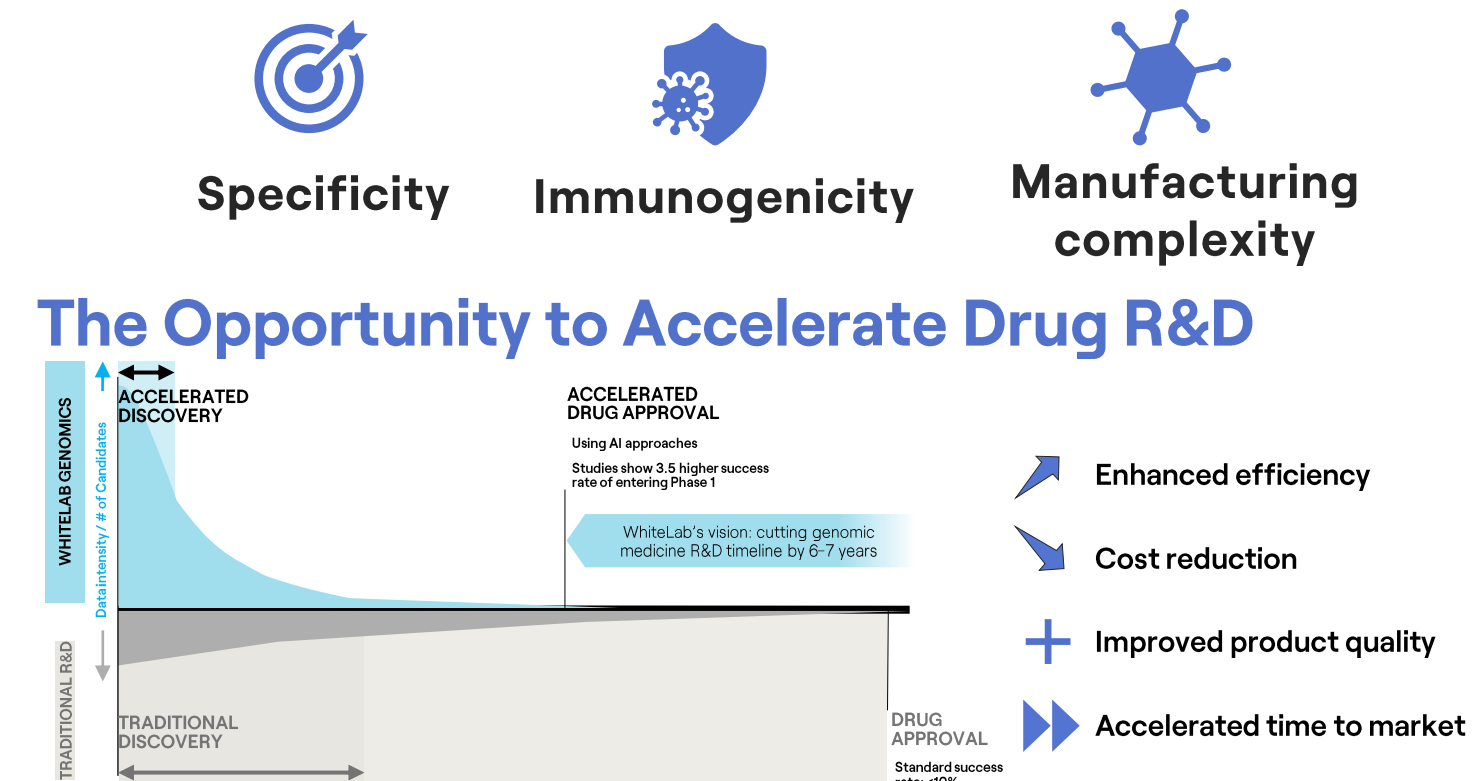 Specificity
Immunogenicity
Manufacturing
complexity
The Opportunity to Accelerate Drug R&D
WHITELAB GENOMICS
Data intensity / # of Candidates
ACCELERATED
DISCOVERY
ACCELERATED
DRUG APPROVAL
Using AI approaches
Studies show 3.5 higher success
rate of entering Phase 1
WhiteLab's vision: cutting genomic
medicine R&D timeline by 6-7 years
TRADITIONAL R&D
TRADITIONAL
DISCOVERY
DRUG
APPROVAL
Standard success
rate: <10%
Enhanced efficiency
Cost reduction
Improved product quality
Accelerated time to market